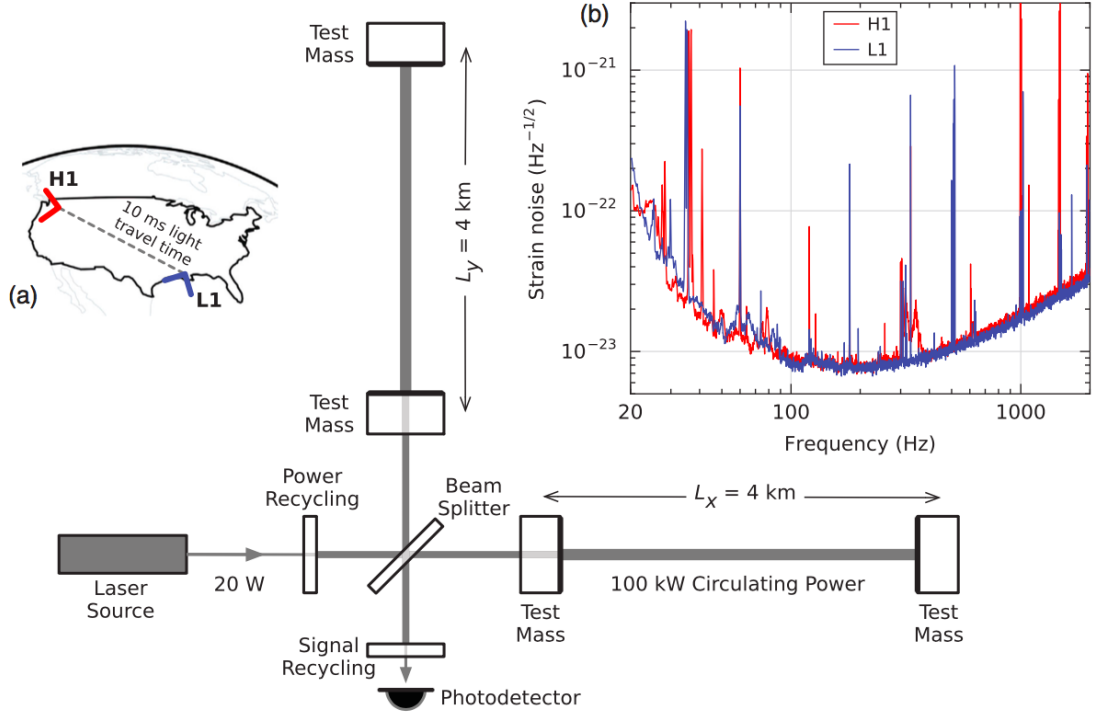 (a)
H1
10 ms light
travel time
L1
Test
Mass
L_y = 4 km
Test
Mass
Power
Recycling
Beam
Splitter
L_x = 4 km
Laser
Source
20 W
100 kW Circulating Power
Test
Mass
Test
Mass
Signal
Recycling
Photodetector
(b)
H1
L1
Strain noise (Hz^{-1/2})
10^{-21}
10^{-22}
10^{-23}
20
100
1000
Frequency (Hz)